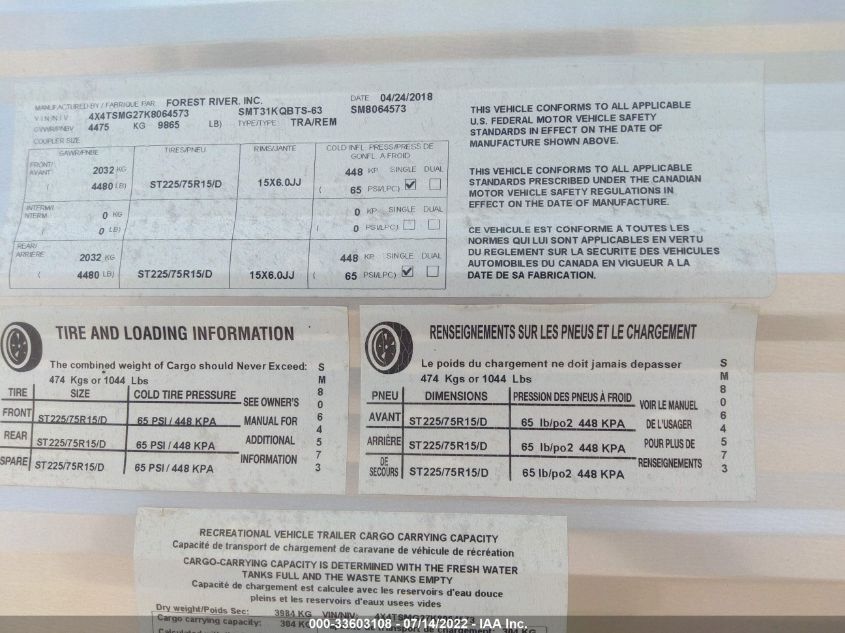 MANUFACTURED BY / FABRIQUE PAR FOREST RIVER, INC. DATE 04/24/2018
VIN/NIV 4X4TSMG27K8064573 SMT31KQBTS-63 SM8064573
GVWR/PNBV 4475 KG 9865 LB) TYPE/TYPE TRA/REM
COUPLER SIZE
GAWR/PNBE TIRES/PNEU RIMS/JANTE COLD INFL. PRESS/PRESS DE GONFL. A FROID
FRONT/ AVANT 2032 KG 448 KP SINGLE DUAL
( 4480 LB) ST225/75R15/D 15X6.0JJ ( 65 PSI/LPC)
INTERM/ INTERM 0 KG 0 KP SINGLE DUAL
( 0 LB) ( 0 PSI/LPC)
REAR/ ARRIERE 2032 KG 448 KP SINGLE DUAL
( 4480 LB) ST225/75R15/D 15X6.0JJ ( 65 PSI/LPC)
THIS VEHICLE CONFORMS TO ALL APPLICABLE
U.S. FEDERAL MOTOR VEHICLE SAFETY
STANDARDS IN EFFECT ON THE DATE OF
MANUFACTURE SHOWN ABOVE.
THIS VEHICLE CONFORMS TO ALL APPLICABLE
STANDARDS PRESCRIBED UNDER THE CANADIAN
MOTOR VEHICLE SAFETY REGULATIONS IN
EFFECT ON THE DATE OF MANUFACTURE.
CE VEHICULE EST CONFORME A TOUTES LES
NORMES QUI LUI SONT APPLICABLES EN VERTU
DU REGLEMENT SUR LA SECURITE DES VEHICULES
AUTOMOBILES DU CANADA EN VIGUEUR A LA
DATE DE SA FABRICATION.
TIRE AND LOADING INFORMATION
The combined weight of Cargo should Never Exceed:
474 Kgs or 1044 Lbs
TIRE SIZE COLD TIRE PRESSURE SEE OWNER'S
FRONT ST225/75R15/D 65 PSI / 448 KPA MANUAL FOR
REAR ST225/75R15/D 65 PSI / 448 KPA ADDITIONAL
SPARE ST225/75R15/D 65 PSI / 448 KPA INFORMATION
SM8064573
RENSEIGNEMENTS SUR LES PNEUS ET LE CHARGEMENT
Le poids du chargement ne doit jamais depasser
474 Kgs or 1044 Lbs
PNEU DIMENSIONS PRESSION DES PNEUS À FROID VOIR LE MANUEL
AVANT ST225/75R15/D 65 lb/po2 448 KPA DE L'USAGER
ARRIÈRE ST225/75R15/D 65 lb/po2 448 KPA POUR PLUS DE
DE SECOURS ST225/75R15/D 65 lb/po2 448 KPA RENSEIGNEMENTS
SM8064573
RECREATIONAL VEHICLE TRAILER CARGO CARRYING CAPACITY
Capacité de transport de chargement de caravane de véhicule de récréation
CARGO-CARRYING CAPACITY IS DETERMINED WITH THE FRESH WATER
TANKS FULL AND THE WASTE TANKS EMPTY
Capacité de chargement est calculee avec les reservoirs d'eau douce
pleins et les reservoirs d'eaux usees vides
Dry weight/Poids Sec: 3984 KG VIN/NIV:
Cargo carrying capacity: 304 KG de transport de chargement: 304 KG
000-33603108 - 07/14/2022 - IAA Inc.